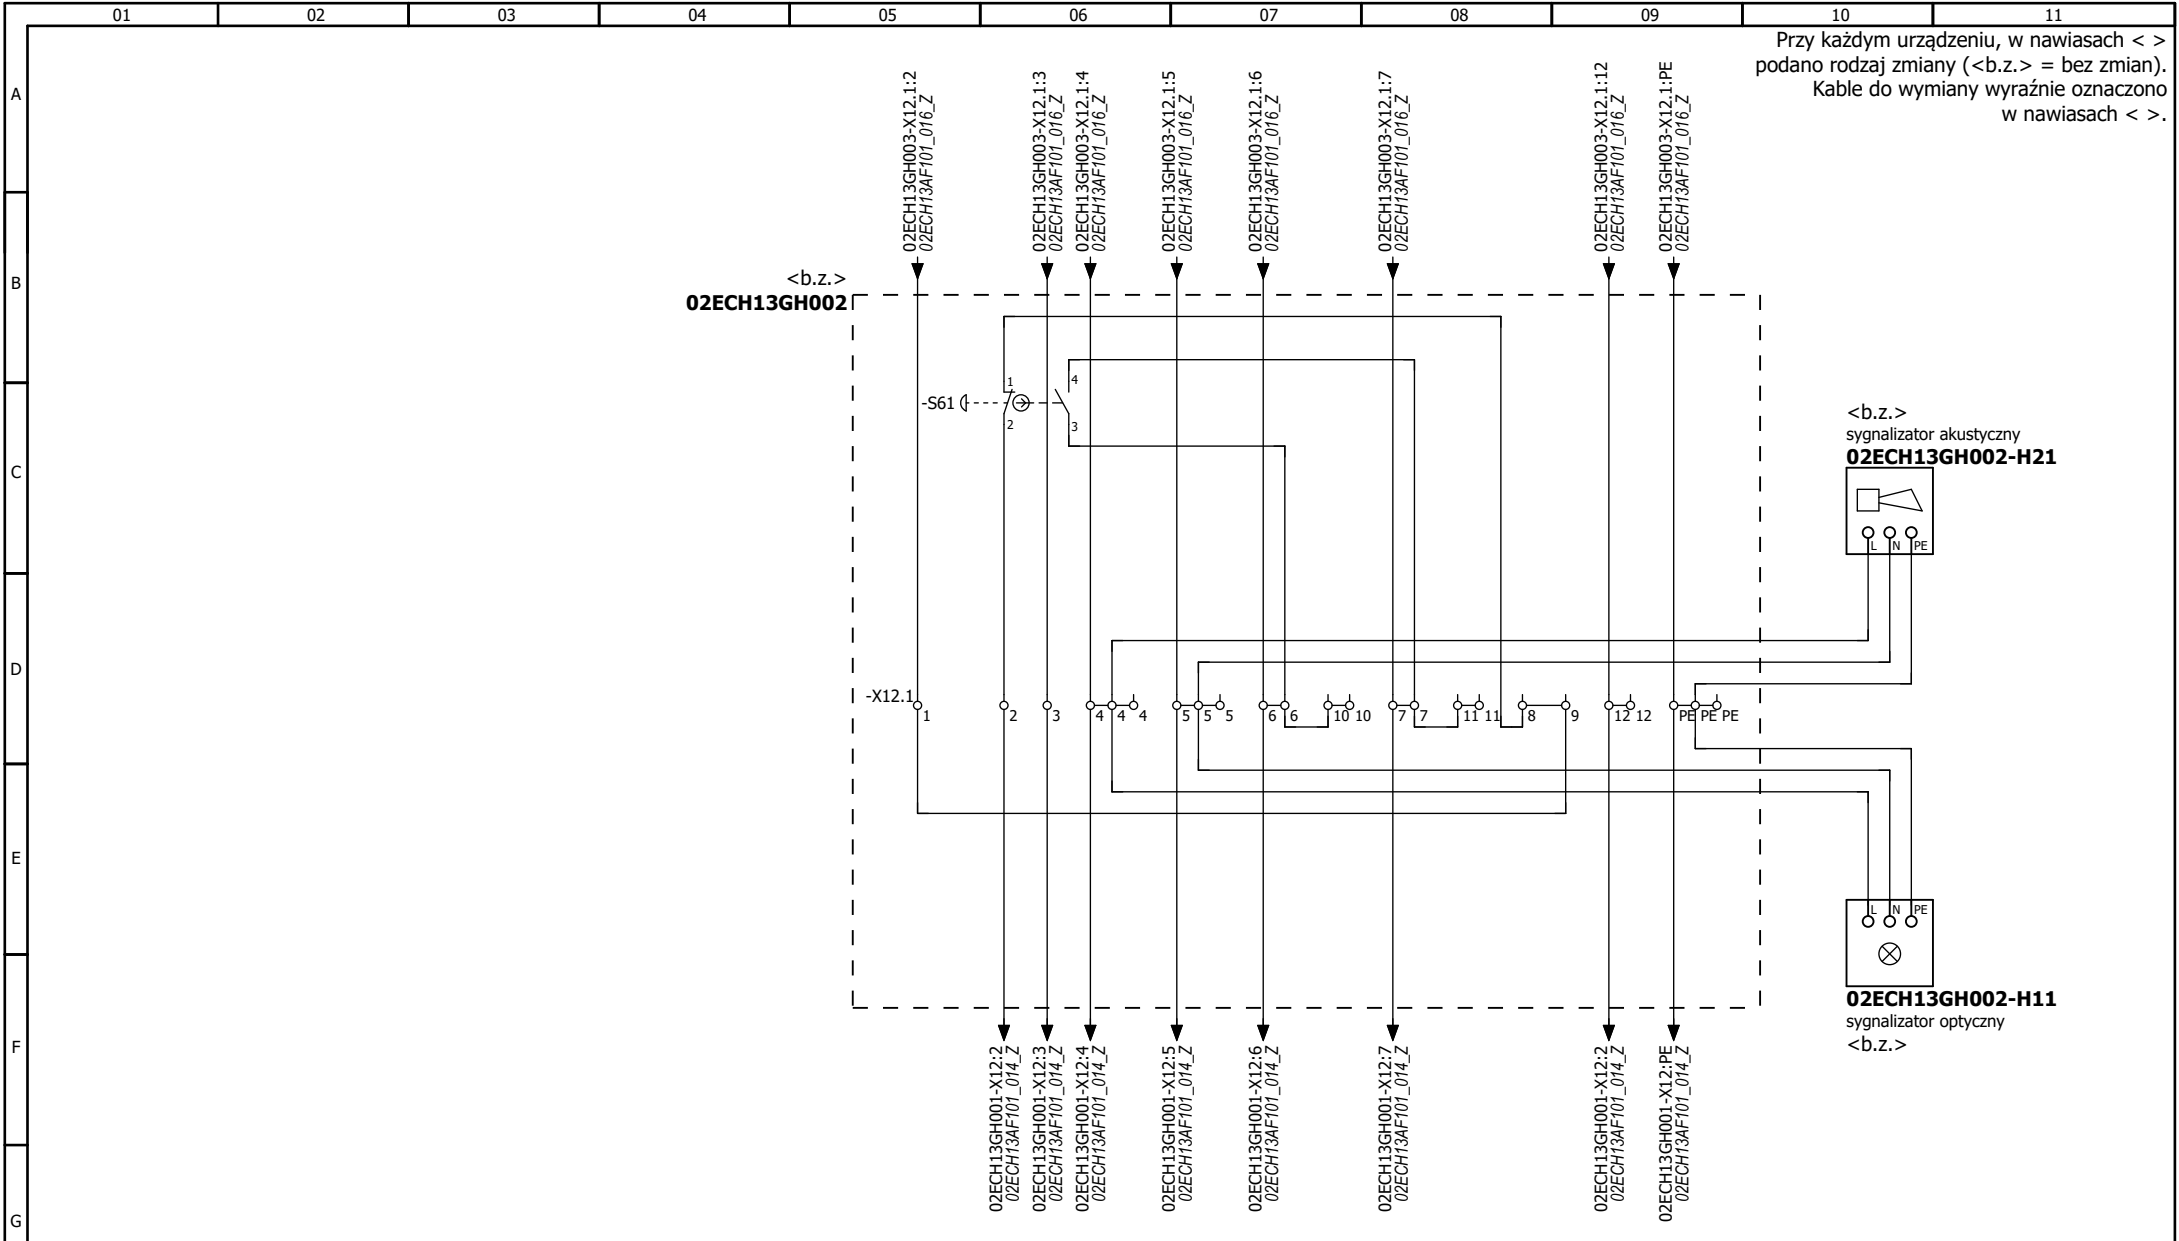 01 02 03 04 05 06 07 08 09 10 11
Przy każdym urządzeniu, w nawiasach < >
podano rodzaj zmiany (<b.z.> = bez zmian).
Kable do wymiany wyraźnie oznaczono
w nawiasach < >.
A
B
C
D
E
F
G
02ECH13GH003-X12.1:2
02ECH13AF101_016_Z
02ECH13GH003-X12.1:3
02ECH13AF101_016_Z
02ECH13GH003-X12.1:4
02ECH13AF101_016_Z
02ECH13GH003-X12.1:5
02ECH13AF101_016_Z
02ECH13GH003-X12.1:6
02ECH13AF101_016_Z
02ECH13GH003-X12.1:7
02ECH13AF101_016_Z
02ECH13GH003-X12.1:12
02ECH13AF101_016_Z
02ECH13GH003-X12.1:PE
02ECH13AF101_016_Z
<b.z.>
02ECH13GH002
1 4
-S61
2 3
<b.z.>
sygnalizator akustyczny
02ECH13GH002-H21
L N PE
-X12.1
1 2 3 4 4 4 5 5 5 6 6 10 10 7 7 11 11 8 9 12 12 PE PE PE
L N PE
02ECH13GH002-H11
sygnalizator optyczny
<b.z.>
02ECH13GH001-X12:2
02ECH13AF101_014_Z
02ECH13GH001-X12:3
02ECH13AF101_014_Z
02ECH13GH001-X12:4
02ECH13AF101_014_Z
02ECH13GH001-X12:5
02ECH13AF101_014_Z
02ECH13GH001-X12:6
02ECH13AF101_014_Z
02ECH13GH001-X12:7
02ECH13AF101_014_Z
02ECH13GH001-X12:2
02ECH13AF101_014_Z
02ECH13GH001-X12:PE
02ECH13AF101_014_Z